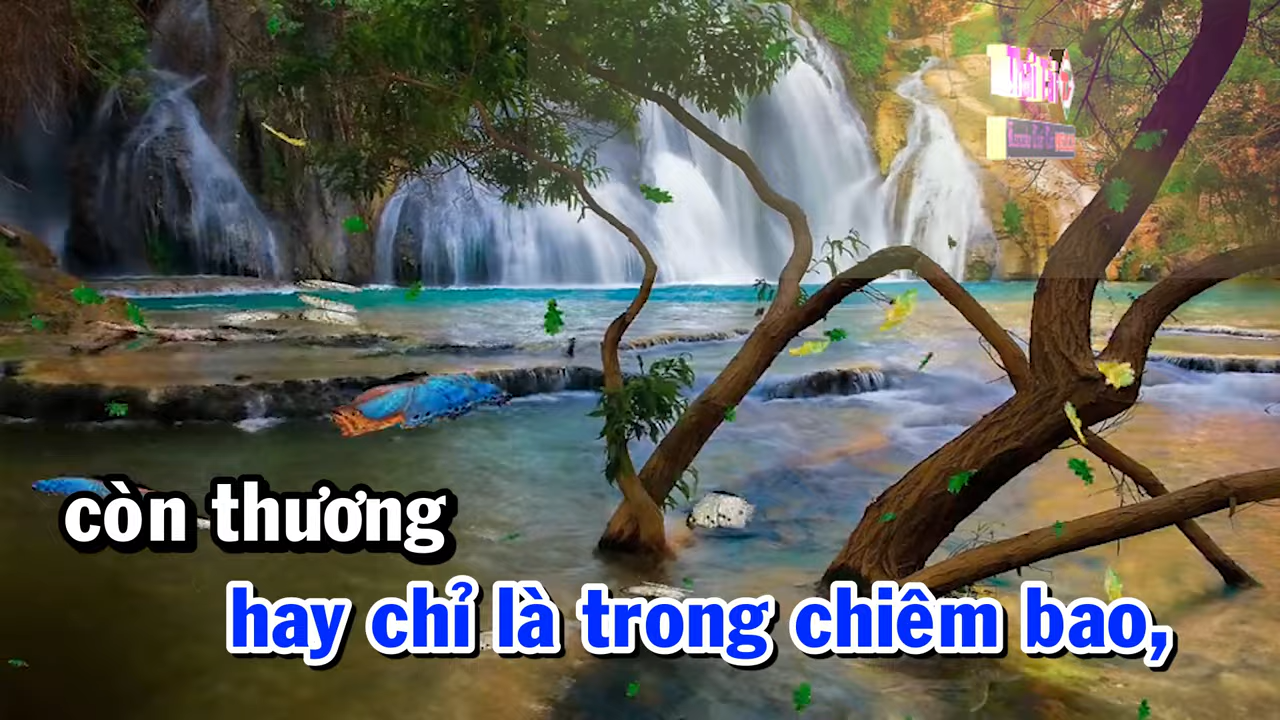 còn thương
hay chỉ là trong chiêm bao,